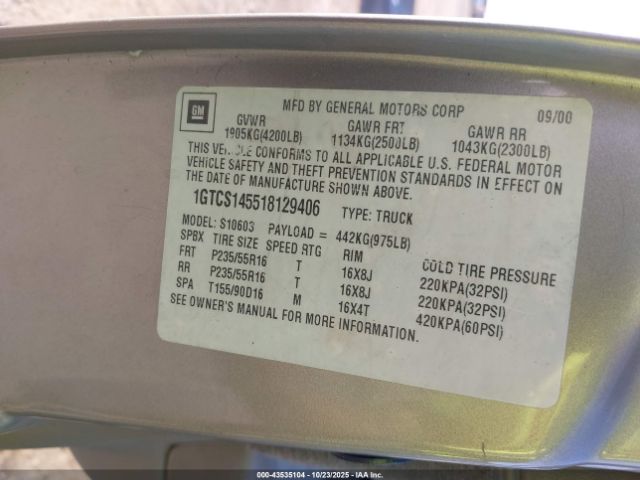 GM
MFD BY GENERAL MOTORS CORP 09/00
GVWR GAWR FRT GAWR RR
1905KG(4200LB) 1134KG(2500LB) 1043KG(2300LB)
THIS VEHICLE CONFORMS TO ALL APPLICABLE U.S. FEDERAL MOTOR
VEHICLE SAFETY AND THEFT PREVENTION STANDARDS IN EFFECT ON
THE DATE OF MANUFACTURE SHOWN ABOVE.
1GTCS145518129406 TYPE: TRUCK
MODEL: S10603 PAYLOAD = 442KG(975LB)
SPBX TIRE SIZE SPEED RTG RIM COLD TIRE PRESSURE
FRT P235/55R16 T 16X8J 220KPA(32PSI)
RR P235/55R16 T 16X8J 220KPA(32PSI)
SPA T155/90D16 M 16X4T 420KPA(60PSI)
SEE OWNER'S MANUAL FOR MORE INFORMATION.
000-43535104 | 10/23/2025 | IAA, Inc.